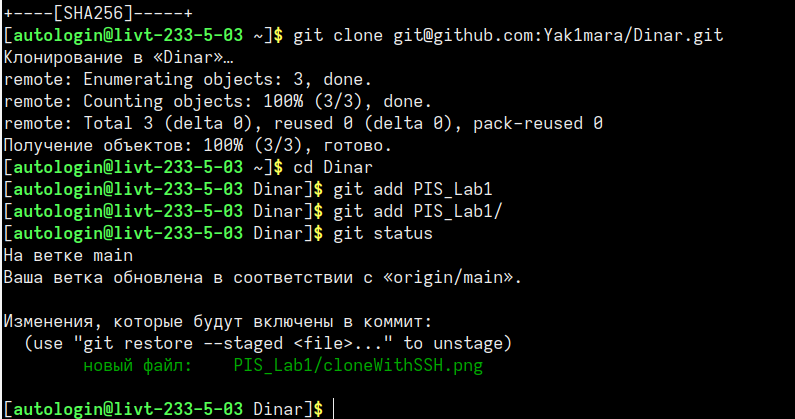 +----[SHA256]-----+
[autologin@livt-233-5-03 ~]$ git clone git@github.com:Yak1mara/Dinar.git
Клонирование в «Dinar»…
remote: Enumerating objects: 3, done.
remote: Counting objects: 100% (3/3), done.
remote: Total 3 (delta 0), reused 0 (delta 0), pack-reused 0
Получение объектов: 100% (3/3), готово.
[autologin@livt-233-5-03 ~]$ cd Dinar
[autologin@livt-233-5-03 Dinar]$ git add PIS_Lab1
[autologin@livt-233-5-03 Dinar]$ git add PIS_Lab1/
[autologin@livt-233-5-03 Dinar]$ git status
На ветке main
Ваша ветка обновлена в соответствии с «origin/main».

Изменения, которые будут включены в коммит:
  (use "git restore --staged <file>..." to unstage)
        новый файл:    PIS_Lab1/cloneWithSSH.png

[autologin@livt-233-5-03 Dinar]$